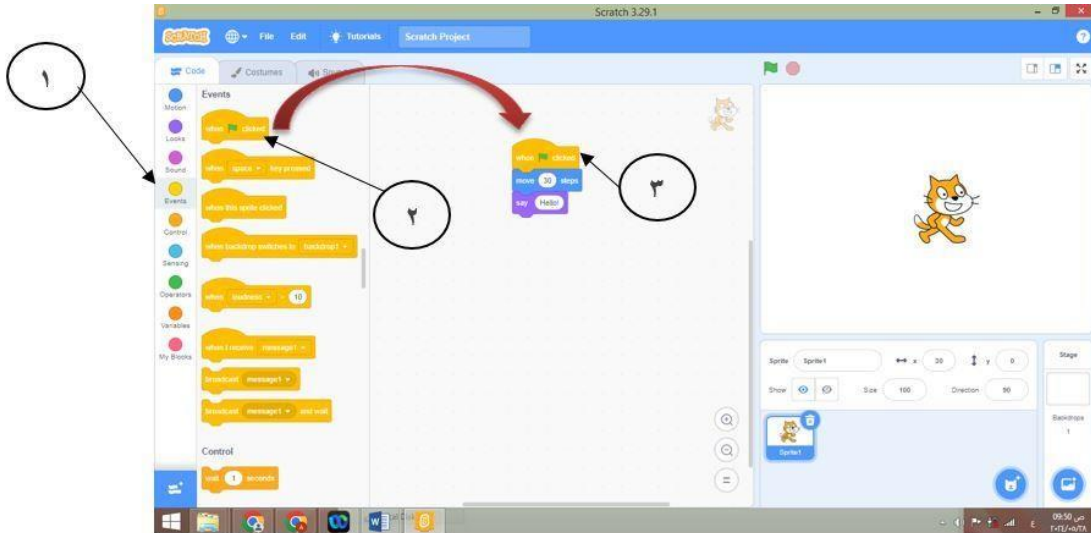 Scratch 3.29.1
SCRATCH File Edit Tutorials Scratch Project
Code Costumes
Motion
Looks
Sound
Events
Control
Sensing
Operators
Variables
My Blocks
Events
when clicked
when space key pressed
when this sprite clicked
when backdrop switches to backdrop1
when loudness > 10
when I receive message1
broadcast message1
broadcast message1 and wait
Control
wait 1 seconds
when clicked
move 30 steps
say Hello!
١
٢
٣
Sprite Sprite1 x 30 y 0
Show Size 100 Direction 90
Sprite1
Stage
Backdrops
1
ع
09:50 ص
٢٠٢٤/٠٥/٢٨